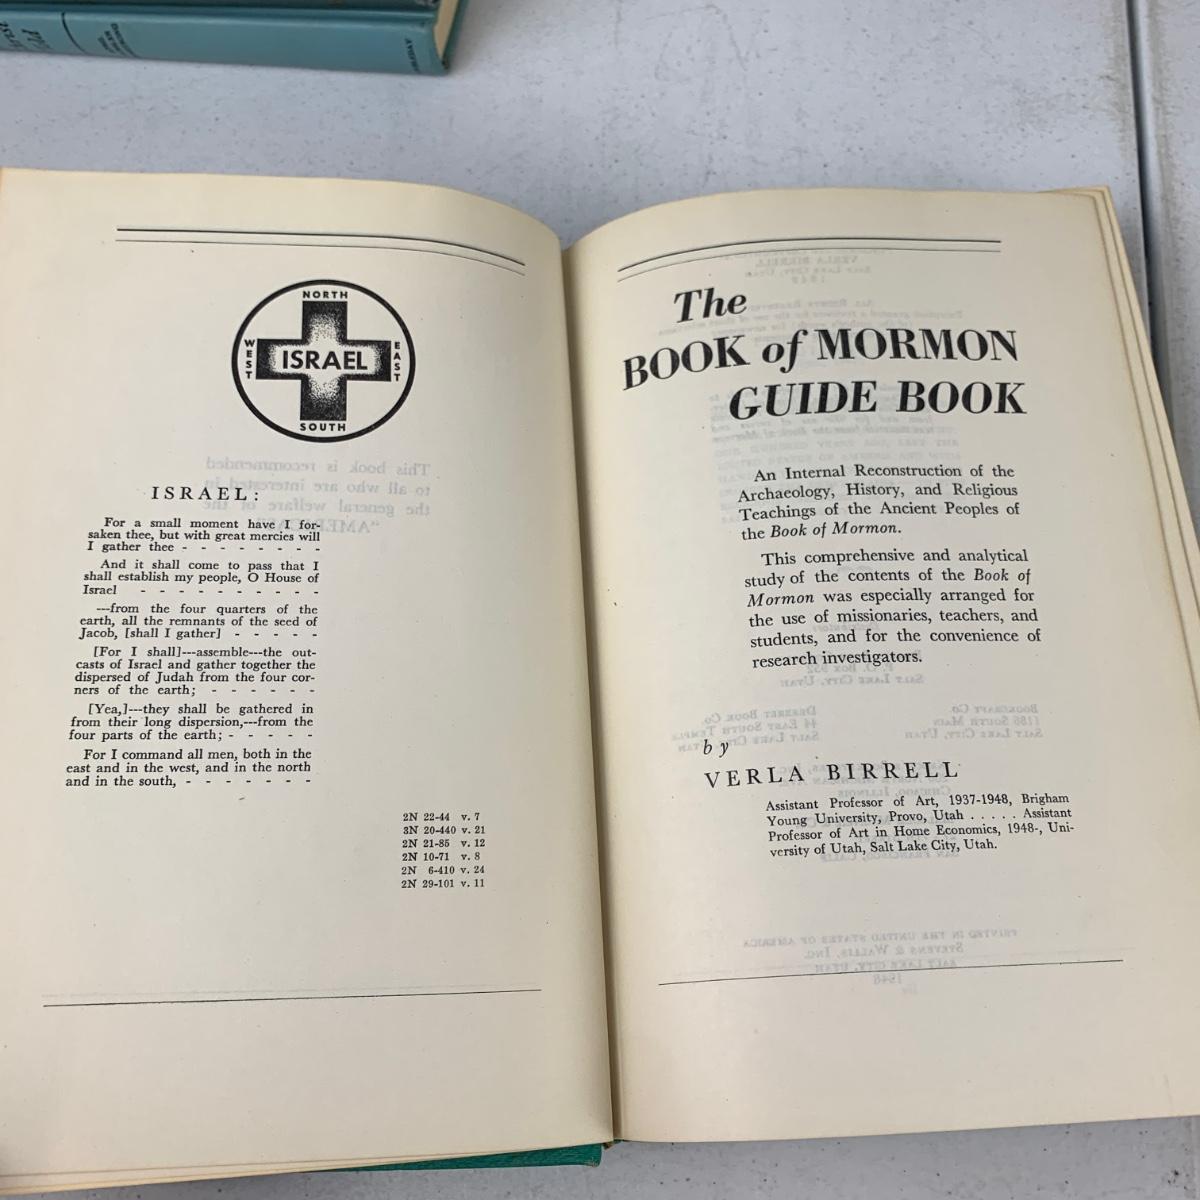 NORTH
WEST
ISRAEL
EAST
SOUTH
ISRAEL:
For a small moment have I for-
saken thee, but with great mercies will
I gather thee - - - - - - - -
And it shall come to pass that I
shall establish my people, O House of
Israel - - - - - - - - - -
---from the four quarters of the
earth, all the remnants of the seed of
Jacob, [shall I gather] - - - - -
[For I shall]---assemble---the out-
casts of Israel and gather together the
dispersed of Judah from the four cor-
ners of the earth; - - - - - -
[Yea,]---they shall be gathered in
from their long dispersion,---from the
four parts of the earth; - - - - -
For I command all men, both in the
east and in the west, and in the north
and in the south, - - - - - - -
2N 22-44 v. 7
3N 20-440 v. 21
2N 21-85 v. 12
2N 10-71 v. 8
2N 6-410 v. 24
2N 29-101 v. 11
The
BOOK of MORMON
GUIDE BOOK
An Internal Reconstruction of the
Archaeology, History, and Religious
Teachings of the Ancient Peoples of
the Book of Mormon.
This comprehensive and analytical
study of the contents of the Book of
Mormon was especially arranged for
the use of missionaries, teachers, and
students, and for the convenience of
research investigators.
by
VERLA BIRRELL
Assistant Professor of Art, 1937-1948, Brigham
Young University, Provo, Utah . . . . . Assistant
Professor of Art in Home Economics, 1948-, Uni-
versity of Utah, Salt Lake City, Utah.